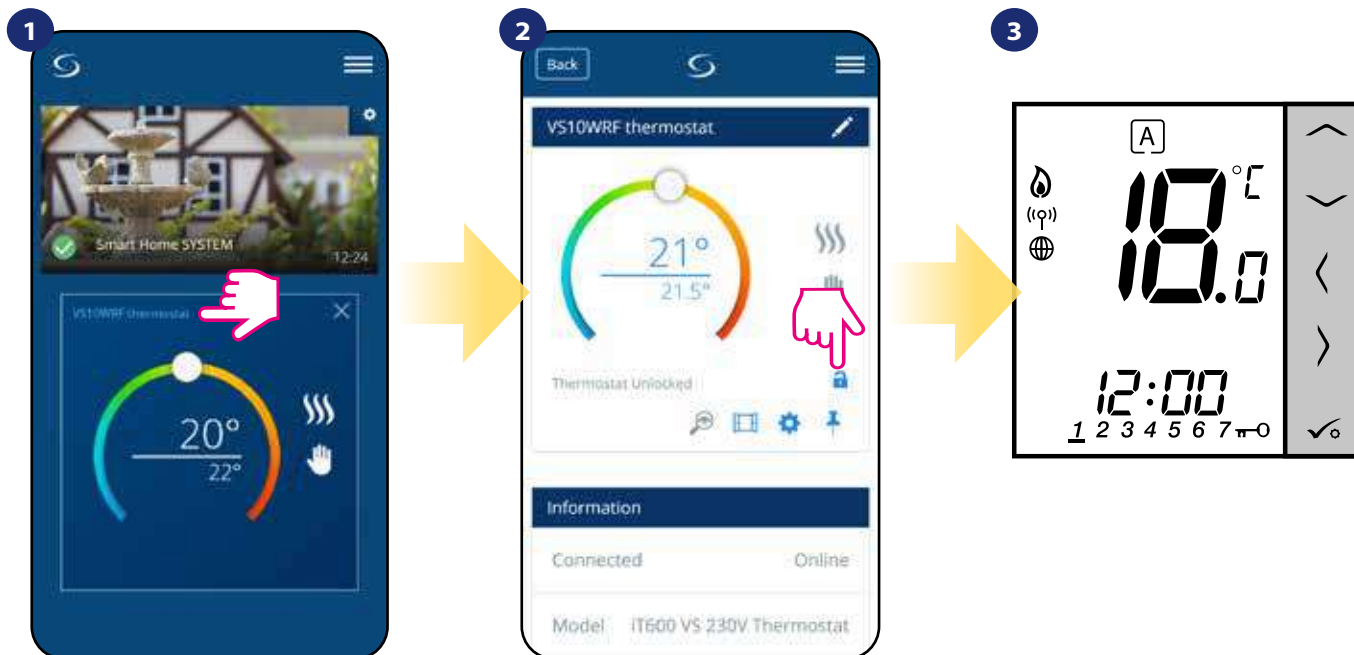 1
Smart Home SYSTEM
12:24
VS10WRF thermostat
20°
22°
2
Back
VS10WRF thermostat
21°
21.5°
Thermostat Unlocked
Information
Connected Online
Model iT600 VS 230V Thermostat
3
A
18.0 °C
12:00
1 2 3 4 5 6 7